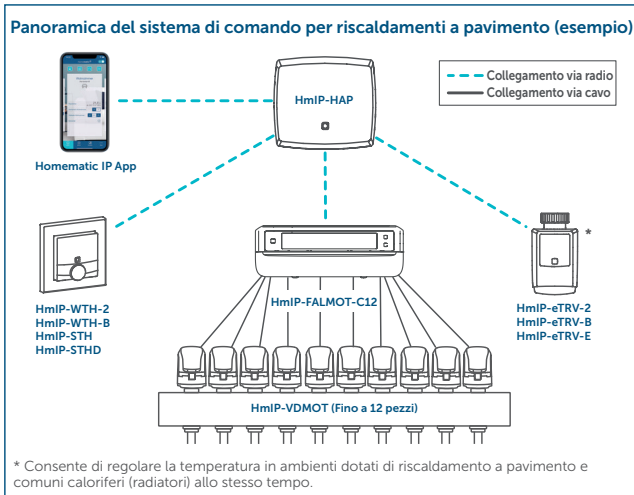 Panoramica del sistema di comando per riscaldamenti a pavimento (esempio)
HmIP-HAP
Collegamento via radio
Collegamento via cavo
Homematic IP App
HmIP-WTH-2
HmIP-WTH-B
HmIP-STH
HmIP-STHD
HmIP-FALMOT-C12
*
HmIP-eTRV-2
HmIP-eTRV-B
HmIP-eTRV-E
HmIP-VDMOT (Fino a 12 pezzi)
* Consente di regolare la temperatura in ambienti dotati di riscaldamento a pavimento e
comuni caloriferi (radiatori) allo stesso tempo.